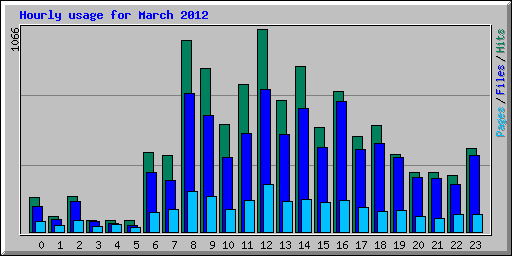 Hourly usage for March 2012
1066
Pages/Files/Hits
0 1 2 3 4 5 6 7 8 9 10 11 12 13 14 15 16 17 18 19 20 21 22 23